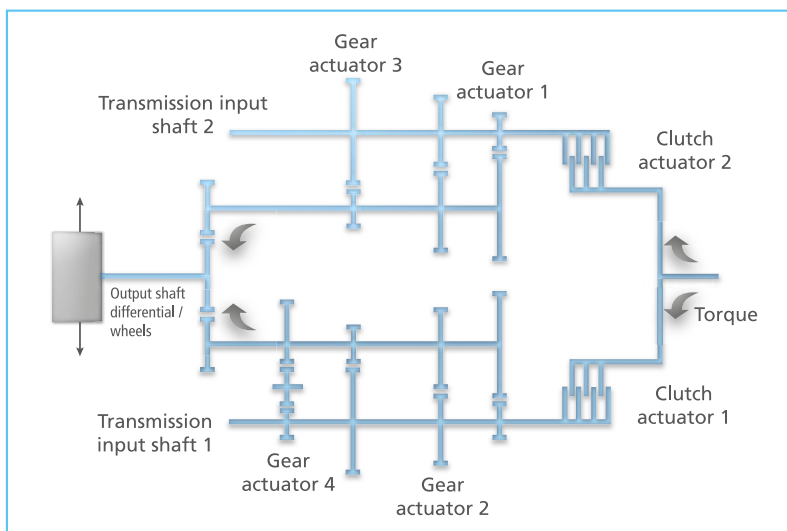 Gear
actuator 3
Gear
actuator 1
Transmission input
shaft 2
Clutch
actuator 2
Output shaft
differential /
wheels
Torque
Transmission
input shaft 1
Clutch
actuator 1
Gear
actuator 4
Gear
actuator 2